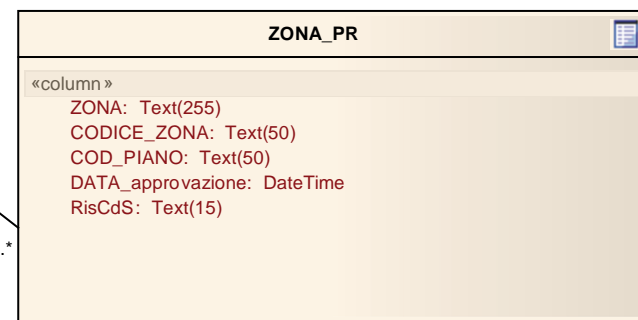 ZONA_PR
«column»
ZONA: Text(255)
CODICE_ZONA: Text(50)
COD_PIANO: Text(50)
DATA_approvazione: DateTime
RisCdS: Text(15)
.*